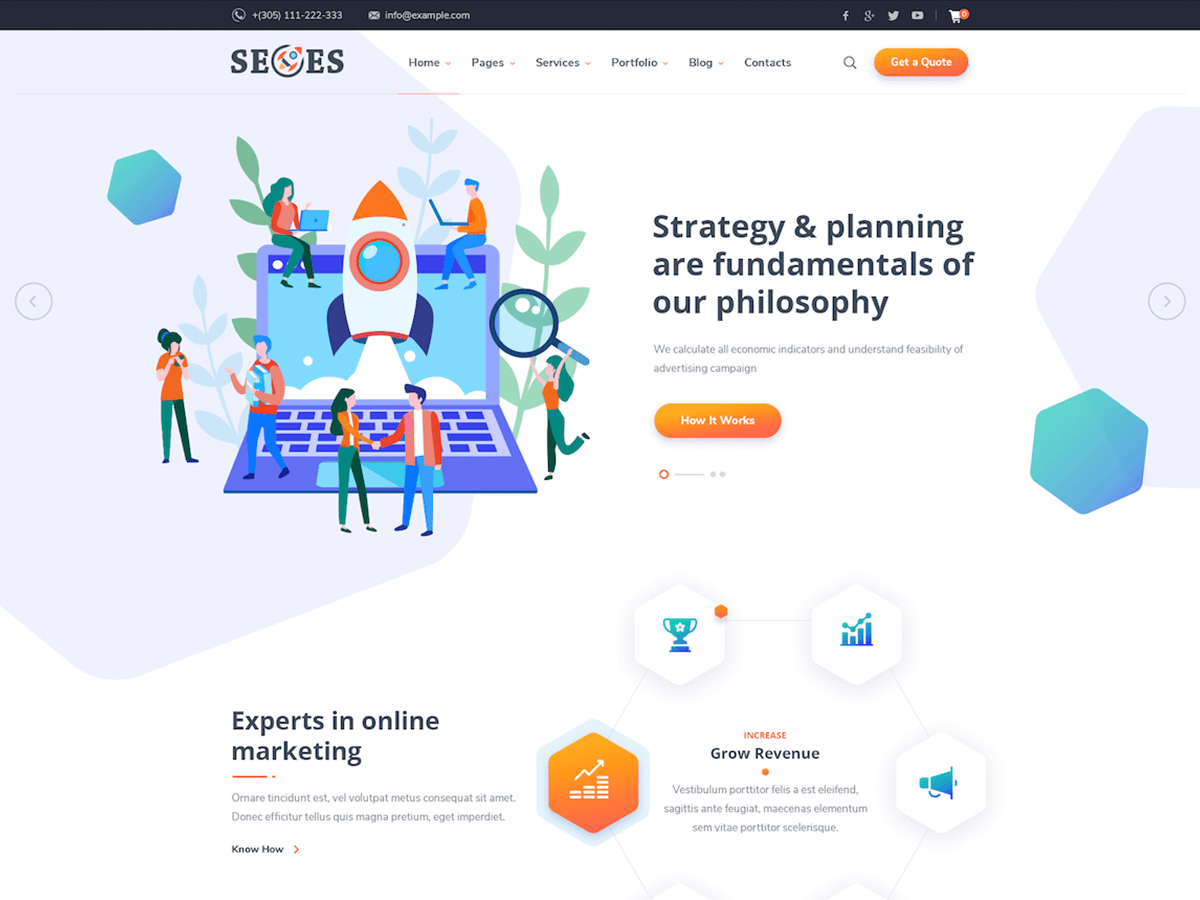 +(305) 111-222-333
info@example.com
0
SEOES
Home
Pages
Services
Portfolio
Blog
Contacts
Get a Quote
Strategy & planning
are fundamentals of
our philosophy
We calculate all economic indicators and understand feasibility of
advertising campaign
How It Works
Experts in online
marketing
Ornare tincidunt est, vel volutpat metus consequat sit amet.
Donec efficitur tellus quis magna pretium, eget imperdiet.
Know How
INCREASE
Grow Revenue
Vestibulum porttitor felis a est eleifend,
sagittis ante feugiat, maecenas elementum
sem vitae porttitor scelerisque.